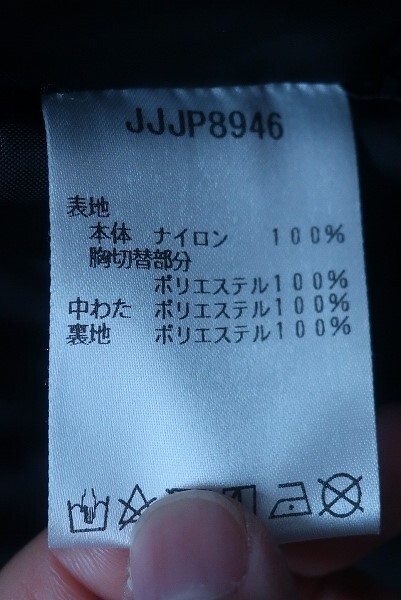 JJJP8946
表地
本体 ナイロン 100%
胸切替部分
ポリエステル100%
中わた ポリエステル100%
裏地 ポリエステル100%